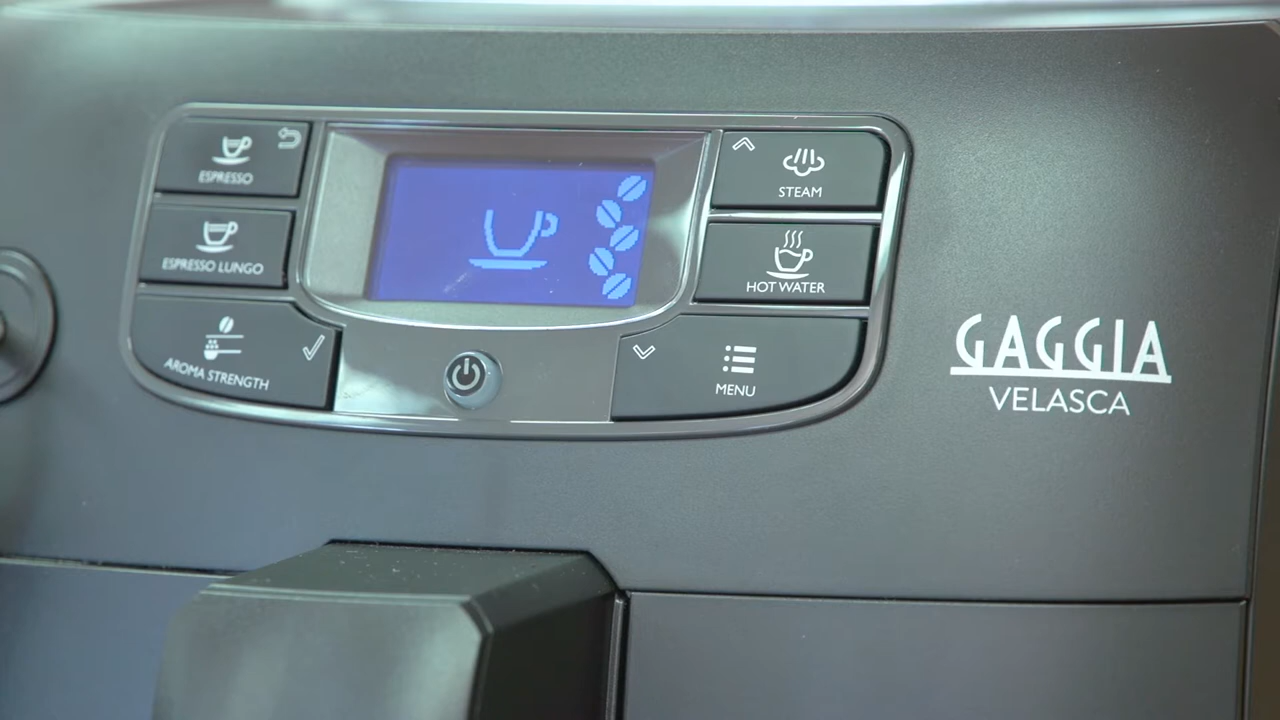 ESPRESSO
ESPRESSO LUNGO
AROMA STRENGTH
STEAM
HOT WATER
MENU
GAGGIA
VELASCA